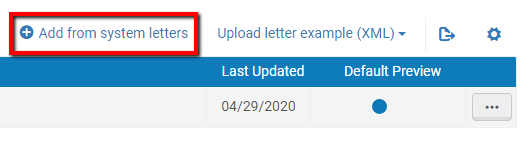 Add from system letters Upload letter example (XML)
Last Updated Default Preview
04/29/2020